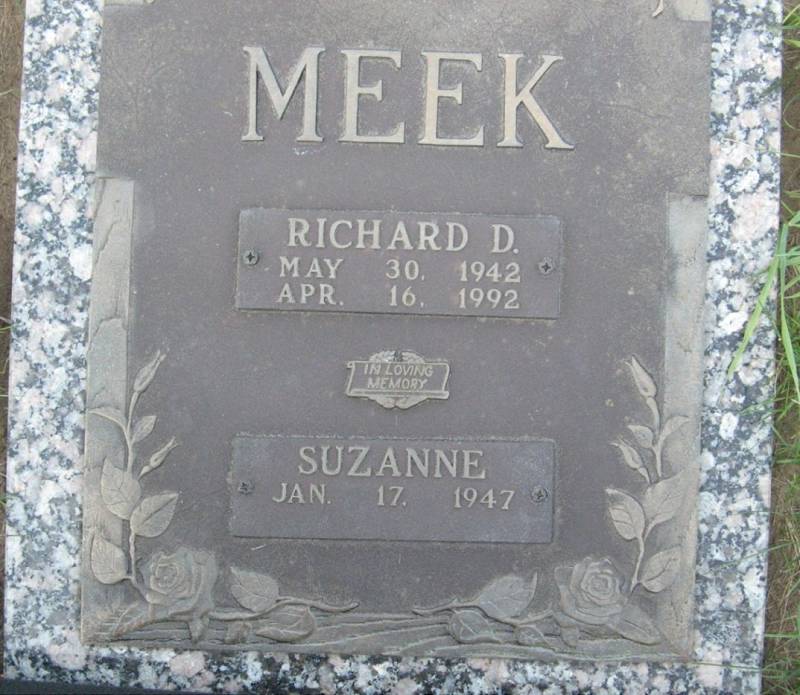 MEEK
RICHARD D.
MAY 30, 1942
APR. 16, 1992
IN LOVING
MEMORY
SUZANNE
JAN. 17, 1947